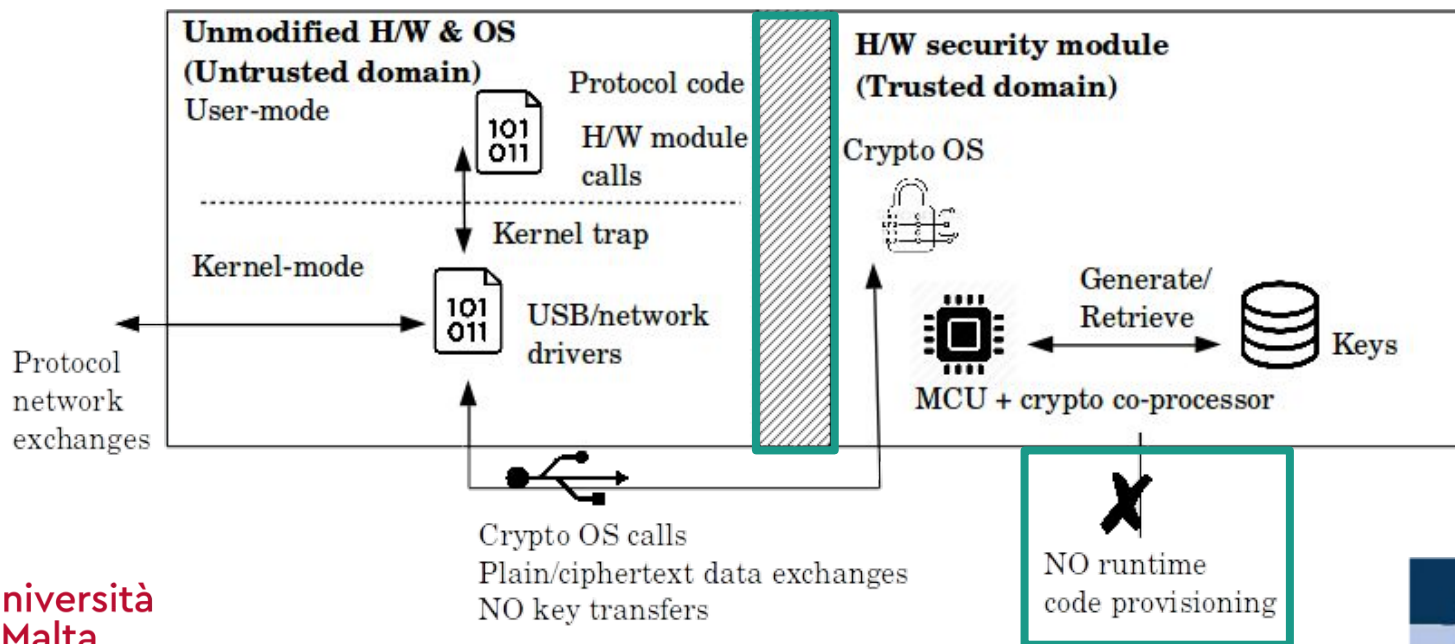 Unmodified H/W & OS
(Untrusted domain)
User-mode
Protocol code
101
011
H/W module
calls
Kernel trap
Kernel-mode
101
011
USB/network
drivers
Protocol
network
exchanges
H/W security module
(Trusted domain)
Crypto OS
Generate/
Retrieve
Keys
MCU + crypto co-processor
Crypto OS calls
Plain/ciphertext data exchanges
NO key transfers
NO runtime
code provisioning
niversità
Malta